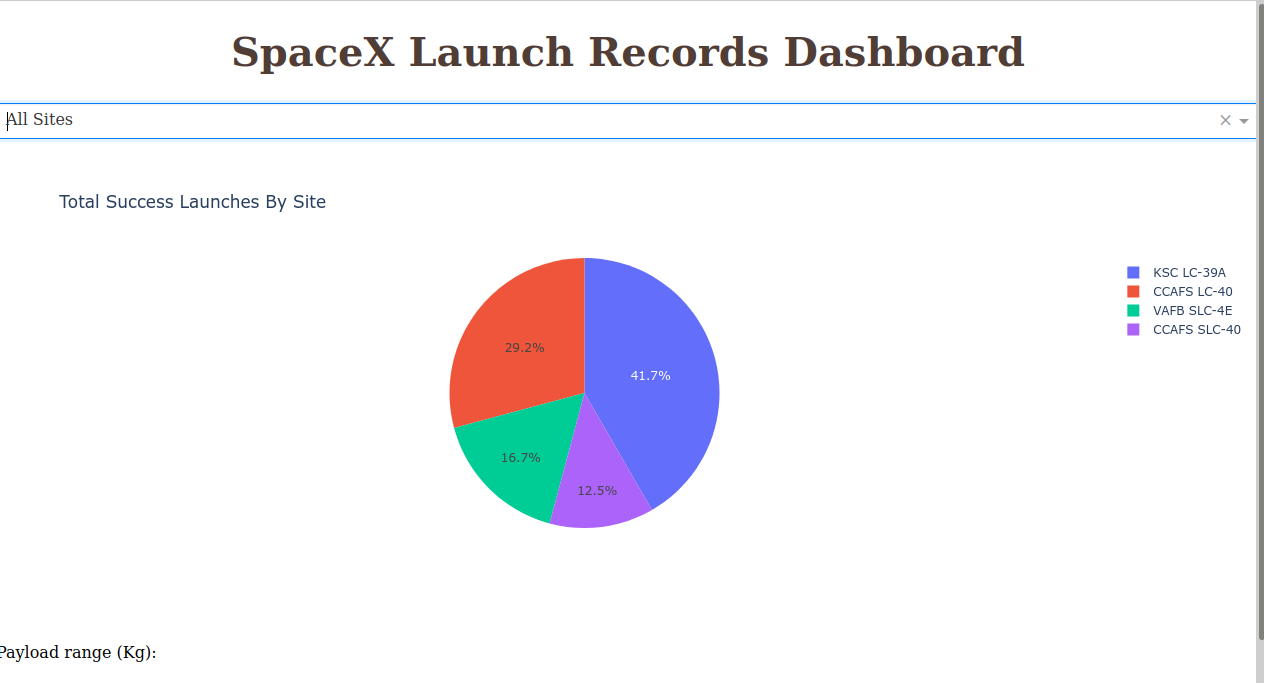 SpaceX Launch Records Dashboard
All Sites
Total Success Launches By Site
KSC LC-39A
CCAFS LC-40
VAFB SLC-4E
CCAFS SLC-40
29.2%
41.7%
16.7%
12.5%
Payload range (Kg):